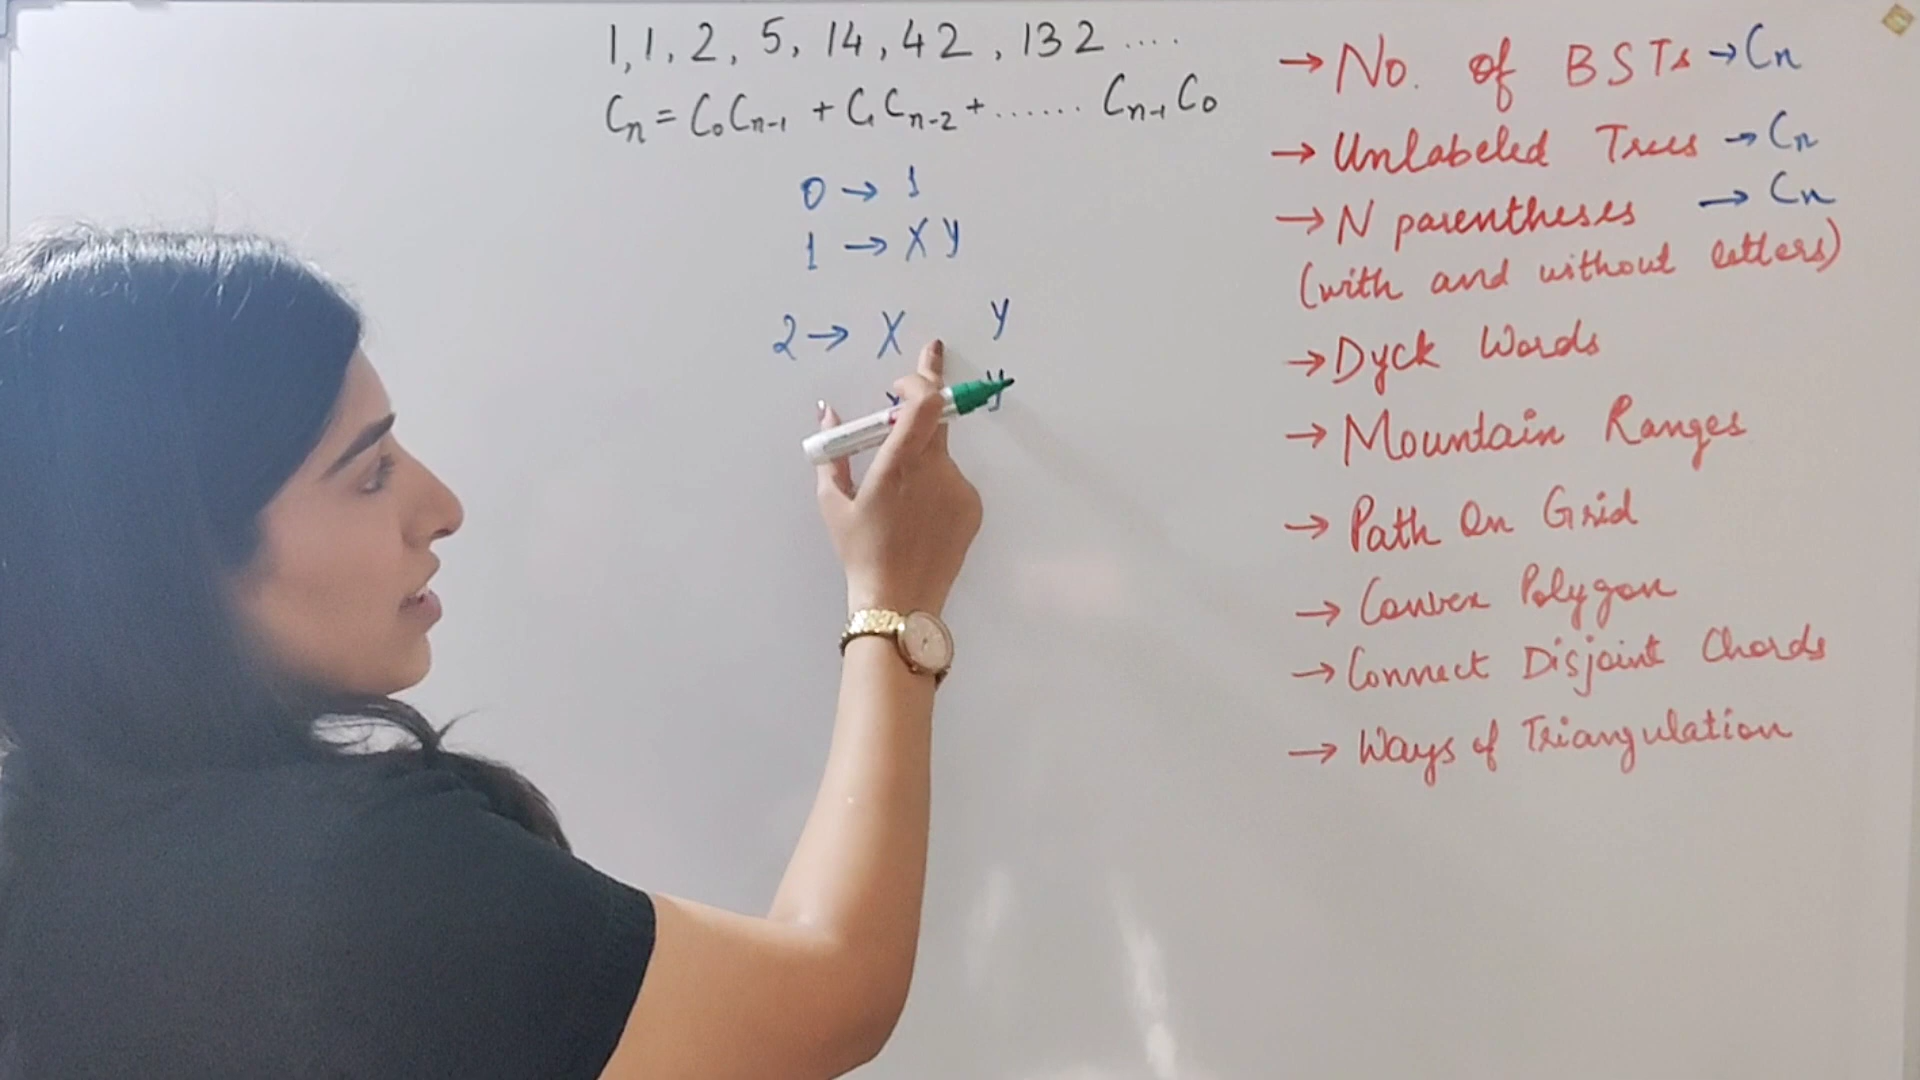 1, 1, 2, 5, 14, 42, 132 ....
Cn = C0Cn-1 + C1Cn-2 + ...... Cn-1C0
0 → 1
1 → X Y
2 → X Y
Y
→ No. of BSTs → Cn
→ Unlabeled Trees → Cn
→ N parentheses → Cn
(with and without letters)
→ Dyck Words
→ Mountain Ranges
→ Path On Grid
→ Convex Polygon
→ Connect Disjoint Chords
→ Ways of Triangulation